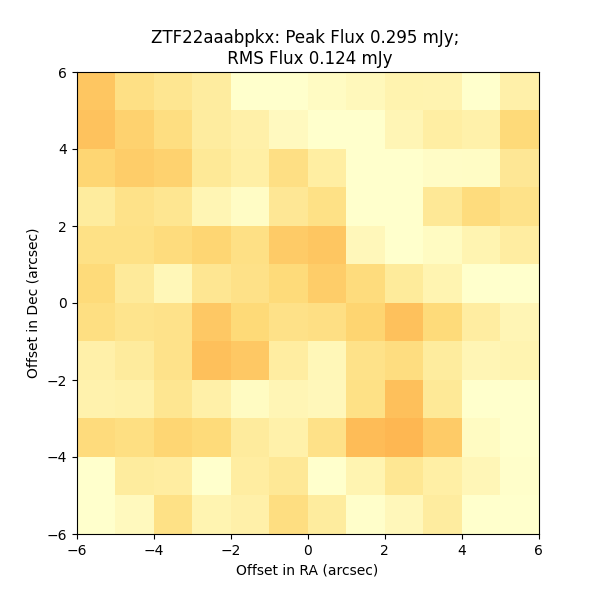 ZTF22aaabpkx: Peak Flux 0.295 mJy;
RMS Flux 0.124 mJy
6
4
2
0
−2
−4
−6
Offset in Dec (arcsec)
−6 −4 −2 0 2 4 6
Offset in RA (arcsec)